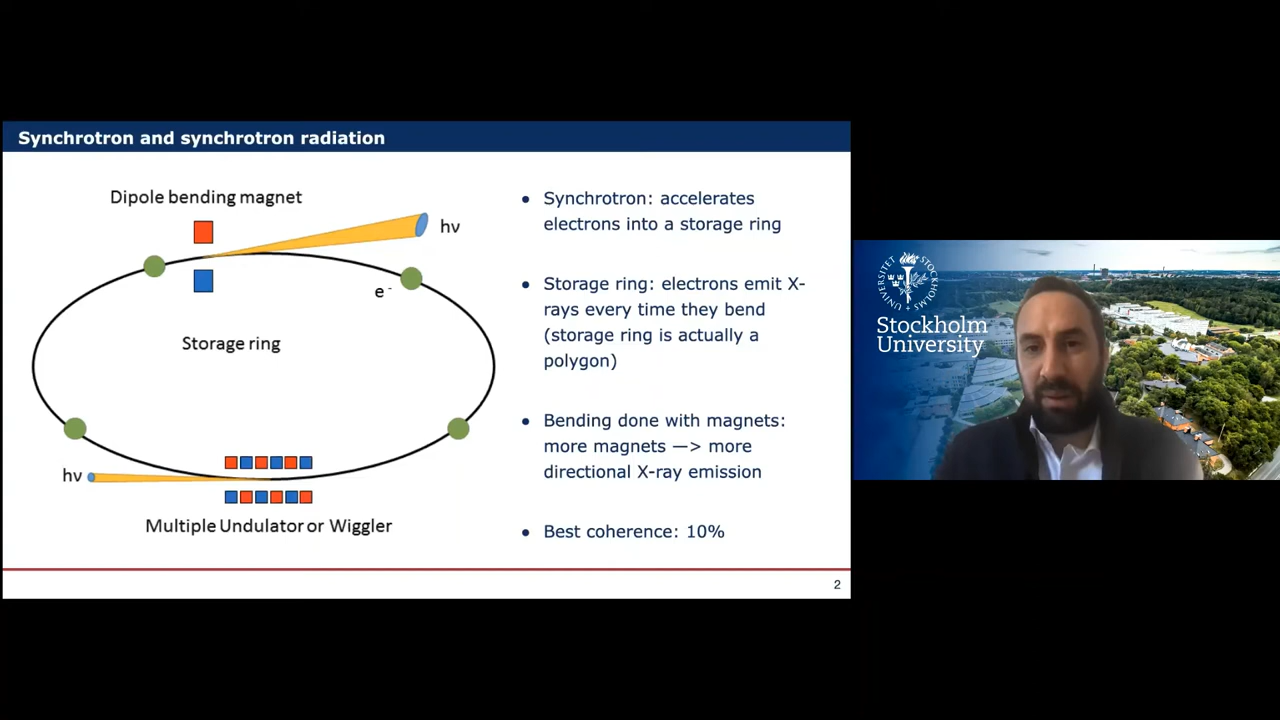 Synchrotron and synchrotron radiation
Dipole bending magnet
hν
e-
Storage ring
hν
Multiple Undulator or Wiggler
• Synchrotron: accelerates
electrons into a storage ring
• Storage ring: electrons emit X-
rays every time they bend
(storage ring is actually a
polygon)
• Bending done with magnets:
more magnets —> more
directional X-ray emission
• Best coherence: 10%
2
STOCKHOLMS
UNIVERSITET
Stockholm
University